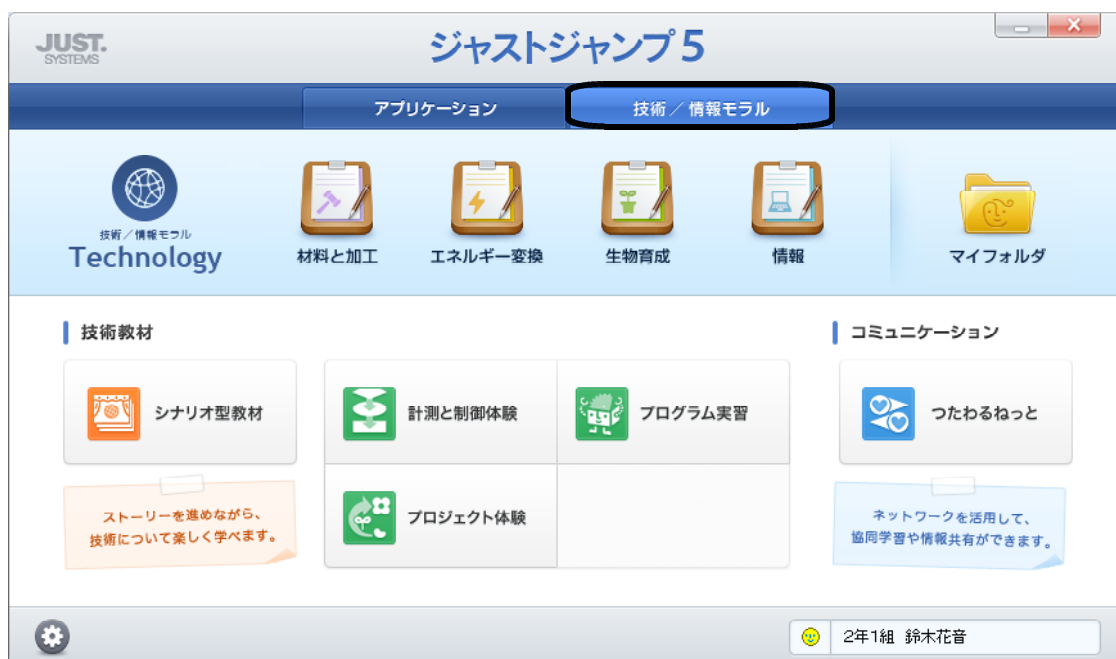 JUST.
SYSTEMS
ジャストジャンプ5
アプリケーション
技術／情報モラル
技術／情報モラル
Technology
材料と加工
エネルギー変換
生物育成
情報
マイフォルダ
技術教材
コミュニケーション
シナリオ型教材
計測と制御体験
プログラム実習
つたわるねっと
ストーリーを進めながら、
技術について楽しく学べます。
プロジェクト体験
ネットワークを活用して、
協同学習や情報共有ができます。
2年1組 鈴木花音